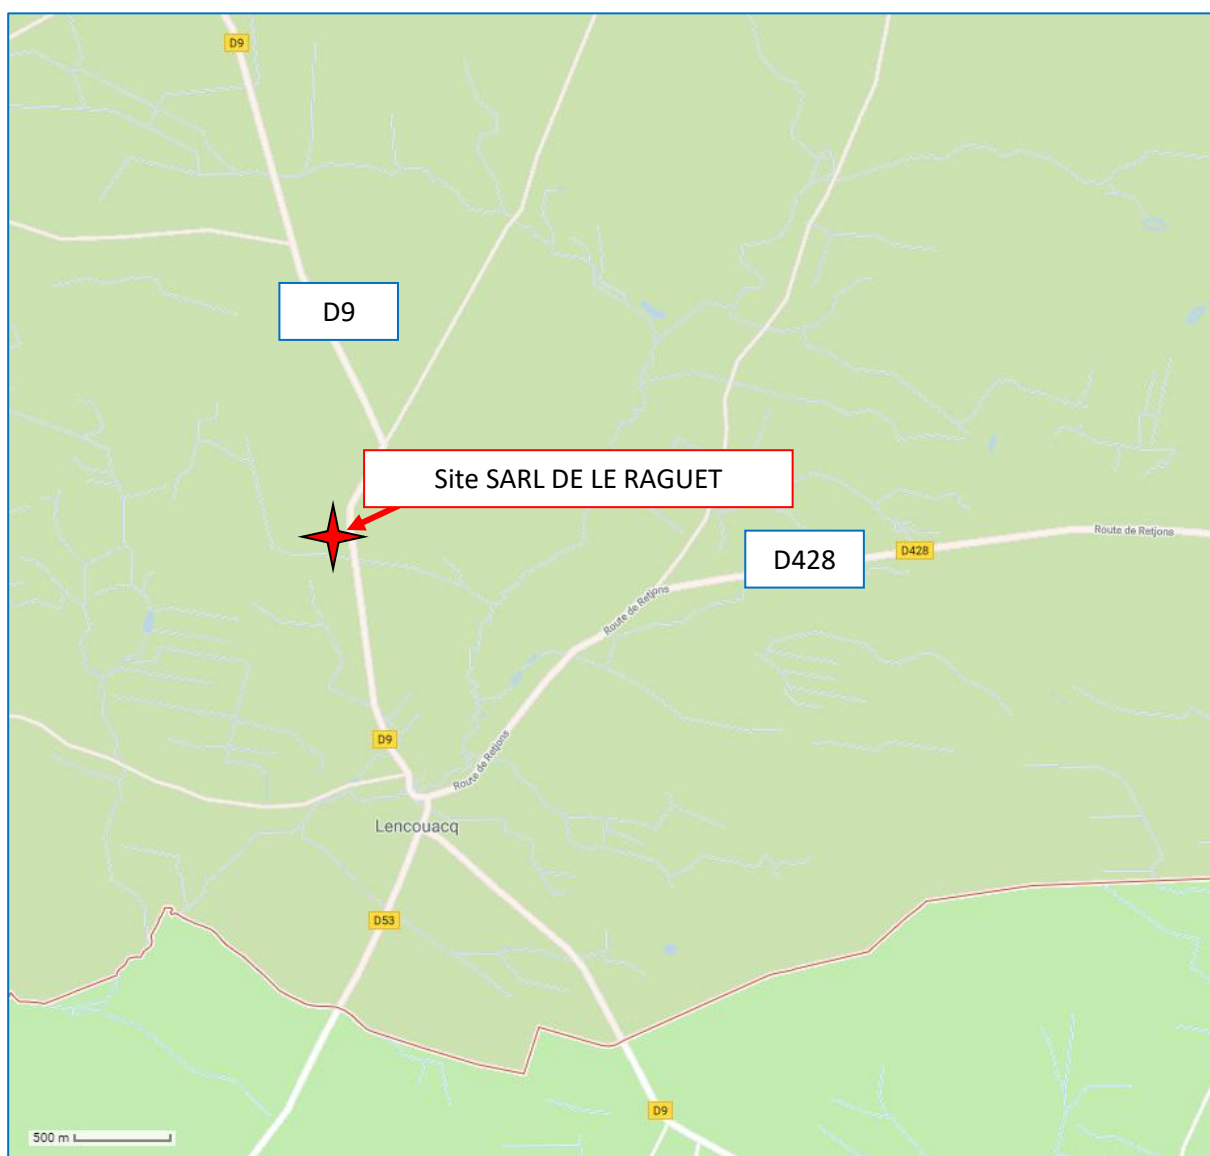 D9
D9
Site SARL DE LE RAGUET
Route de Retjons
D428
D428
Route de Retjons
D9
Route de Retjons
Lencouacq
D53
D9
500 m